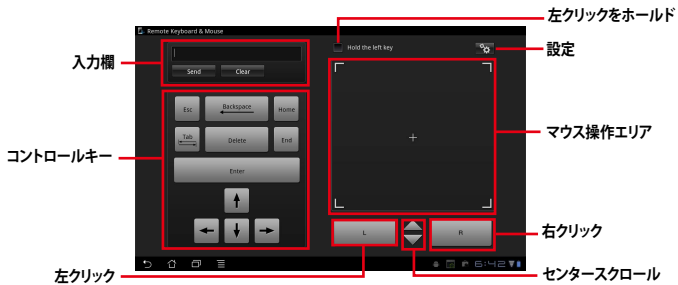 左クリックをホールド
Remote Keyboard & Mouse
Hold the left key
設定
入力欄
Send Clear
Esc Backspace Home
Tab Delete End
マウス操作エリア
コントロールキー
Enter
L R
右クリック
左クリック
センタースクロール
6:42